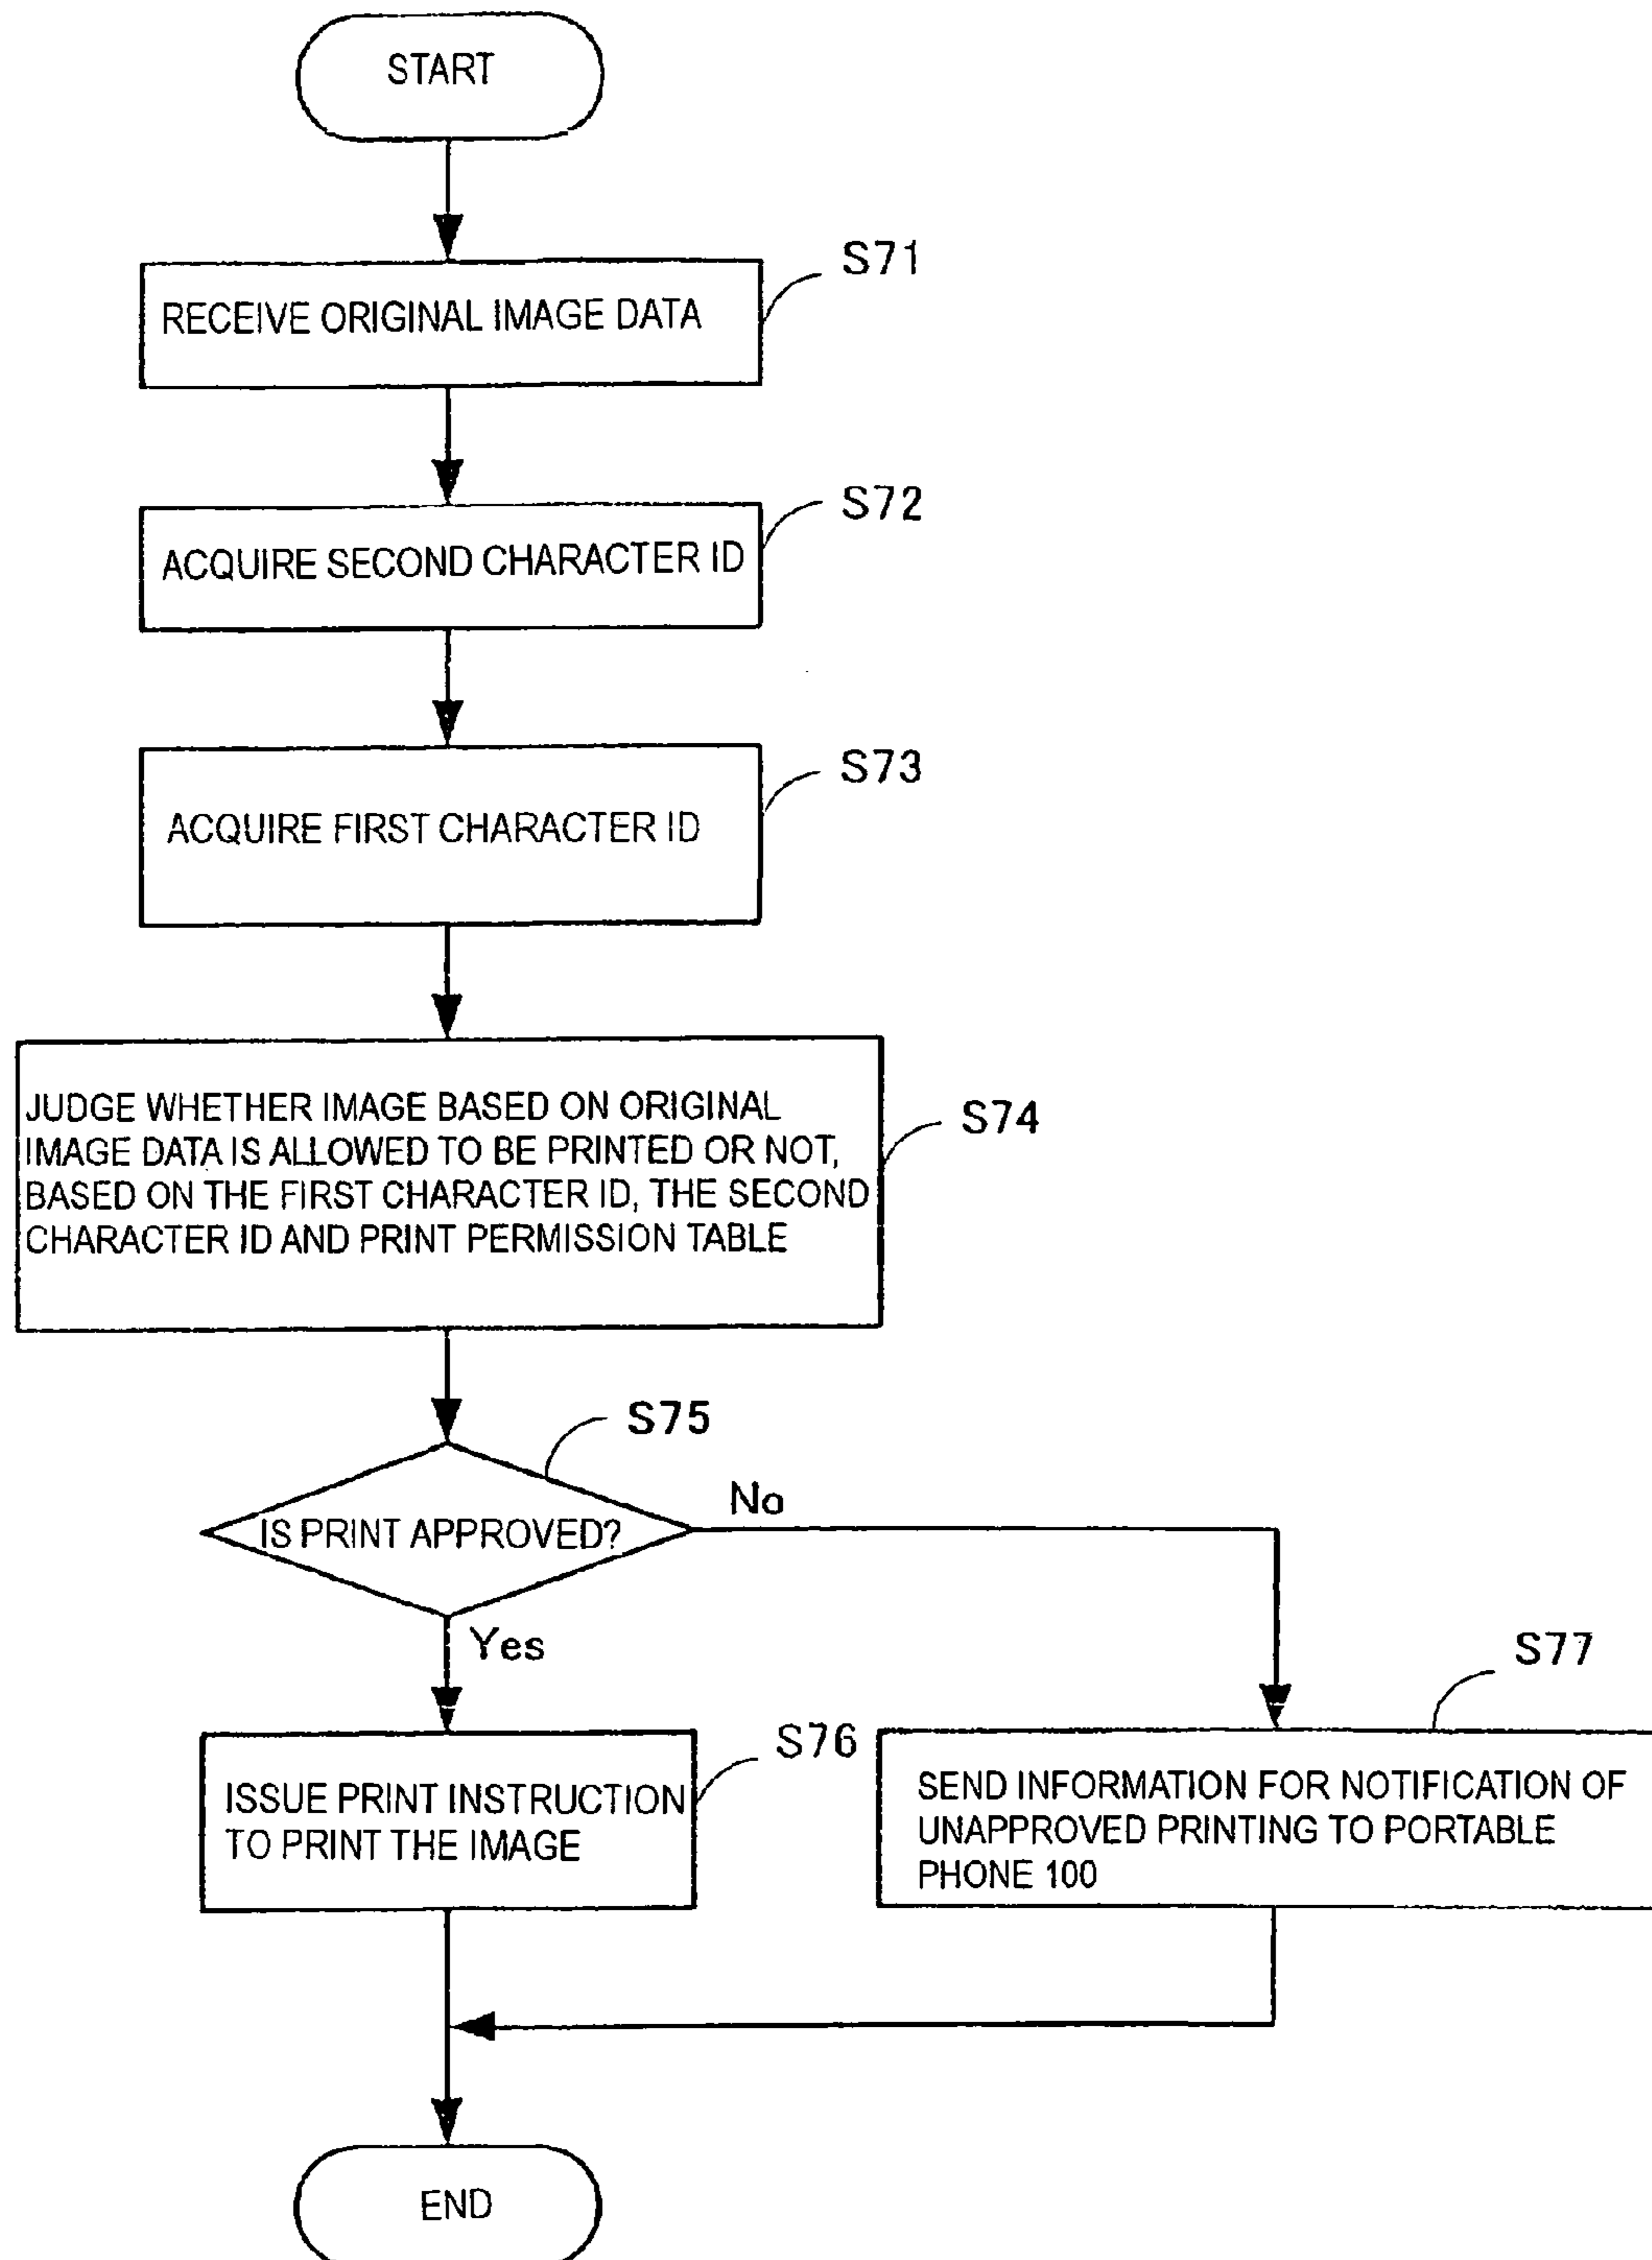 START
S71
RECEIVE ORIGINAL IMAGE DATA
S72
ACQUIRE SECOND CHARACTER ID
S73
ACQUIRE FIRST CHARACTER ID
S74
JUDGE WHETHER IMAGE BASED ON ORIGINAL
IMAGE DATA IS ALLOWED TO BE PRINTED OR NOT,
BASED ON THE FIRST CHARACTER ID, THE SECOND
CHARACTER ID AND PRINT PERMISSION TABLE
S75
IS PRINT APPROVED?
No
Yes
S76
ISSUE PRINT INSTRUCTION
TO PRINT THE IMAGE
S77
SEND INFORMATION FOR NOTIFICATION OF
UNAPPROVED PRINTING TO PORTABLE
PHONE 100
END